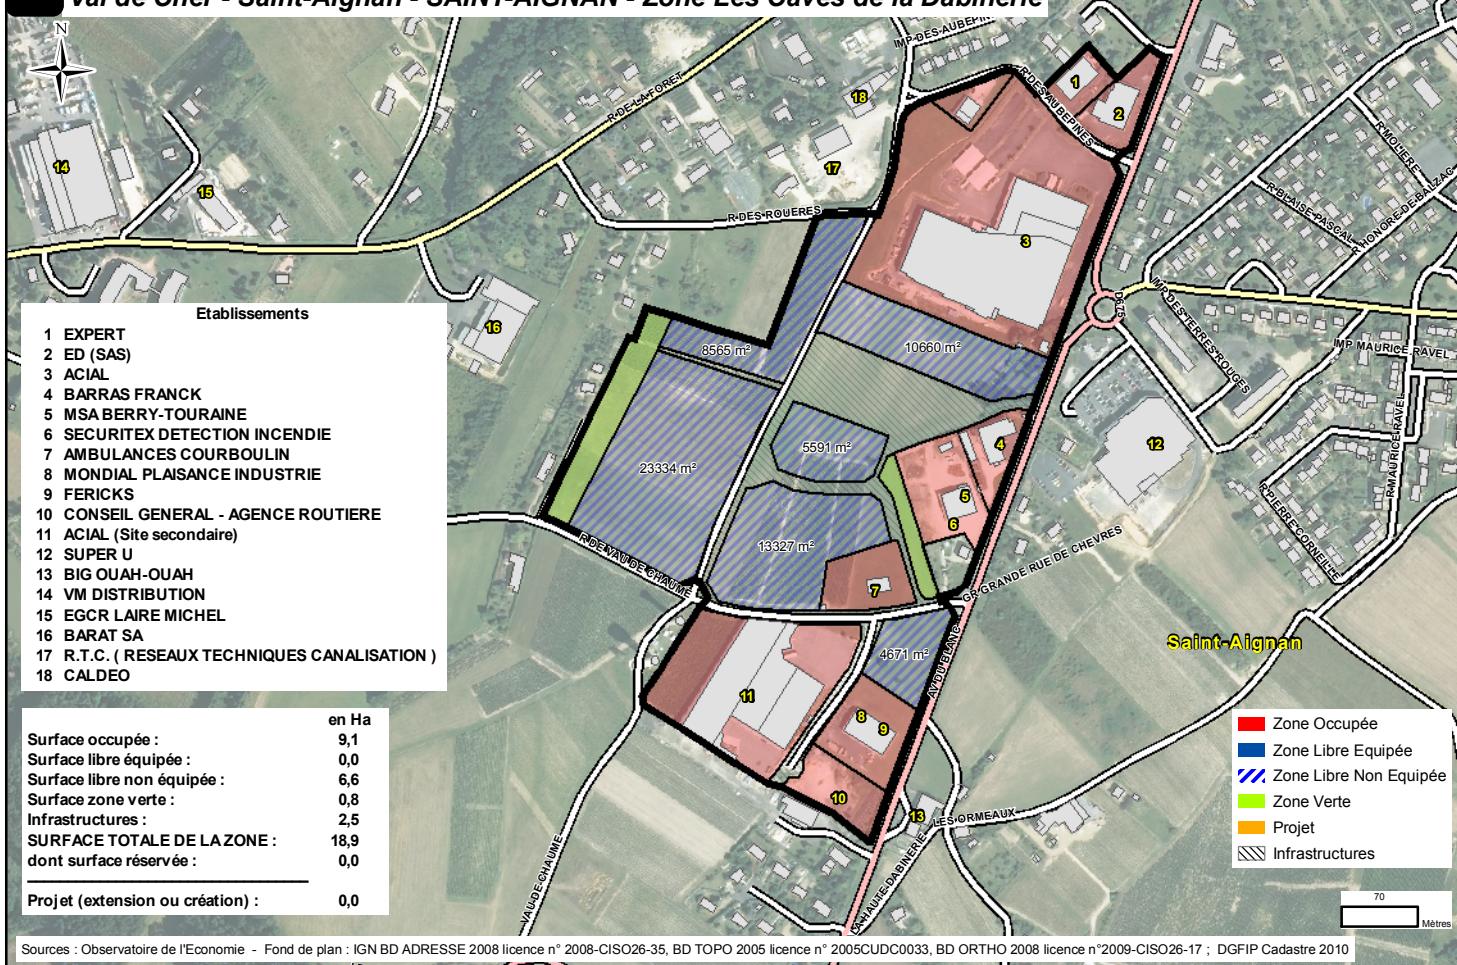 Val de Cher - Saint-Aignan - SAINT-AIGNAN - Zone Les Caves de la Dabinerie
N
IMP DES AUBEPIN
R DES AUBEPINES
R DE LA FORET
R DES ROUERES
R MOLIERE
R BLAISE PASCAL
R HONORE DE BALZAC
D675
IMP DES TERRES ROUGES
IMP MAURICE RAVEL
R MAURICE RAVEL
R PIERRE CORNEILLE
GR GRANDE RUE DE CHEVRES
R DE VAU DE CHAUME
AV DU BLANC
VAU DE CHAUME
LES ORMEAUX
LA HAUTE DABINERIE
Saint-Aignan
1
2
3
4
5
6
7
8
9
10
11
12
13
14
15
16
17
18
8565 m²
10660 m²
5591 m²
23334 m²
13327 m²
4671 m²
Etablissements
1 EXPERT
2 ED (SAS)
3 ACIAL
4 BARRAS FRANCK
5 MSA BERRY-TOURAINE
6 SECURITEX DETECTION INCENDIE
7 AMBULANCES COURBOULIN
8 MONDIAL PLAISANCE INDUSTRIE
9 FERICKS
10 CONSEIL GENERAL - AGENCE ROUTIERE
11 ACIAL (Site secondaire)
12 SUPER U
13 BIG OUAH-OUAH
14 VM DISTRIBUTION
15 EGCR LAIRE MICHEL
16 BARAT SA
17 R.T.C. ( RESEAUX TECHNIQUES CANALISATION )
18 CALDEO
en Ha
Surface occupée : 9,1
Surface libre équipée : 0,0
Surface libre non équipée : 6,6
Surface zone verte : 0,8
Infrastructures : 2,5
SURFACE TOTALE DE LA ZONE : 18,9
dont surface réservée : 0,0
Projet (extension ou création) : 0,0
Zone Occupée
Zone Libre Equipée
Zone Libre Non Equipée
Zone Verte
Projet
Infrastructures
70
Mètres
Sources : Observatoire de l'Economie - Fond de plan : IGN BD ADRESSE 2008 licence n° 2008-CISO26-35, BD TOPO 2005 licence n° 2005CUDC0033, BD ORTHO 2008 licence n°2009-CISO26-17 ; DGFIP Cadastre 2010